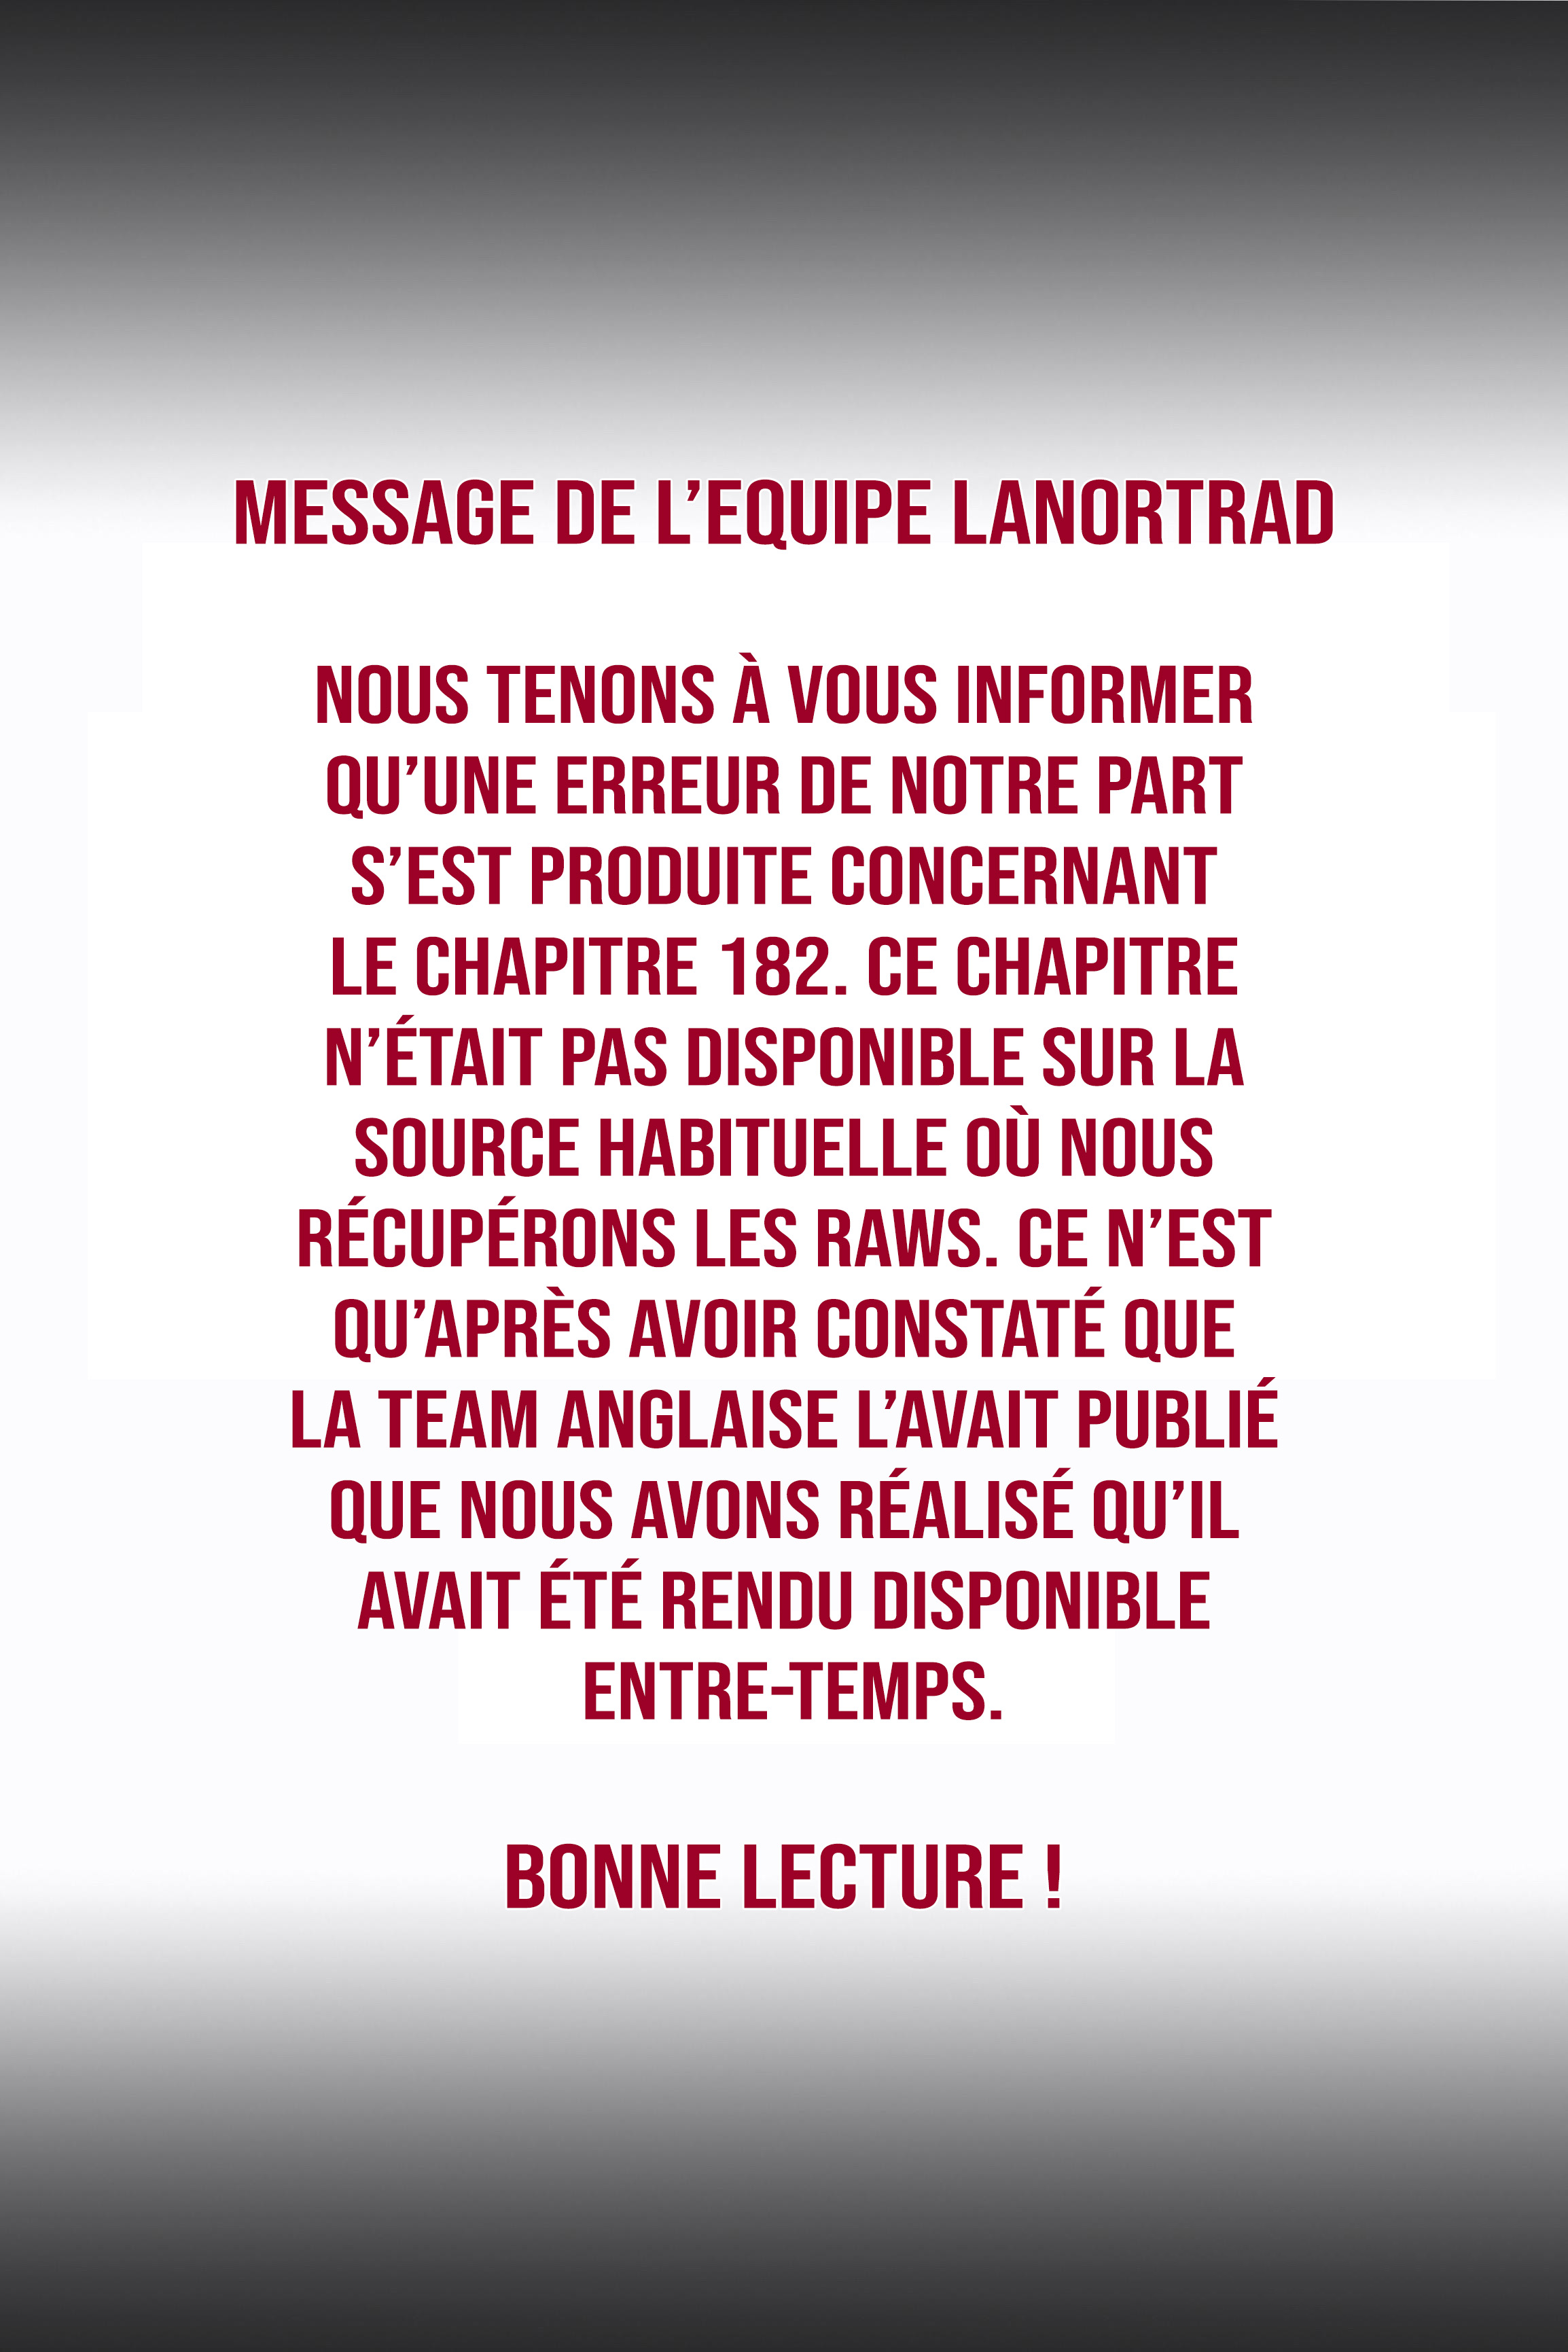 MESSAGE DE L’EQUIPE LANORTRAD
NOUS TENONS À VOUS INFORMER
QU’UNE ERREUR DE NOTRE PART
S’EST PRODUITE CONCERNANT
LE CHAPITRE 182. CE CHAPITRE
N’ÉTAIT PAS DISPONIBLE SUR LA
SOURCE HABITUELLE OÙ NOUS
RÉCUPÉRONS LES RAWS. CE N’EST
QU’APRÈS AVOIR CONSTATÉ QUE
LA TEAM ANGLAISE L’AVAIT PUBLIÉ
QUE NOUS AVONS RÉALISÉ QU’IL
AVAIT ÉTÉ RENDU DISPONIBLE
ENTRE-TEMPS.
BONNE LECTURE !